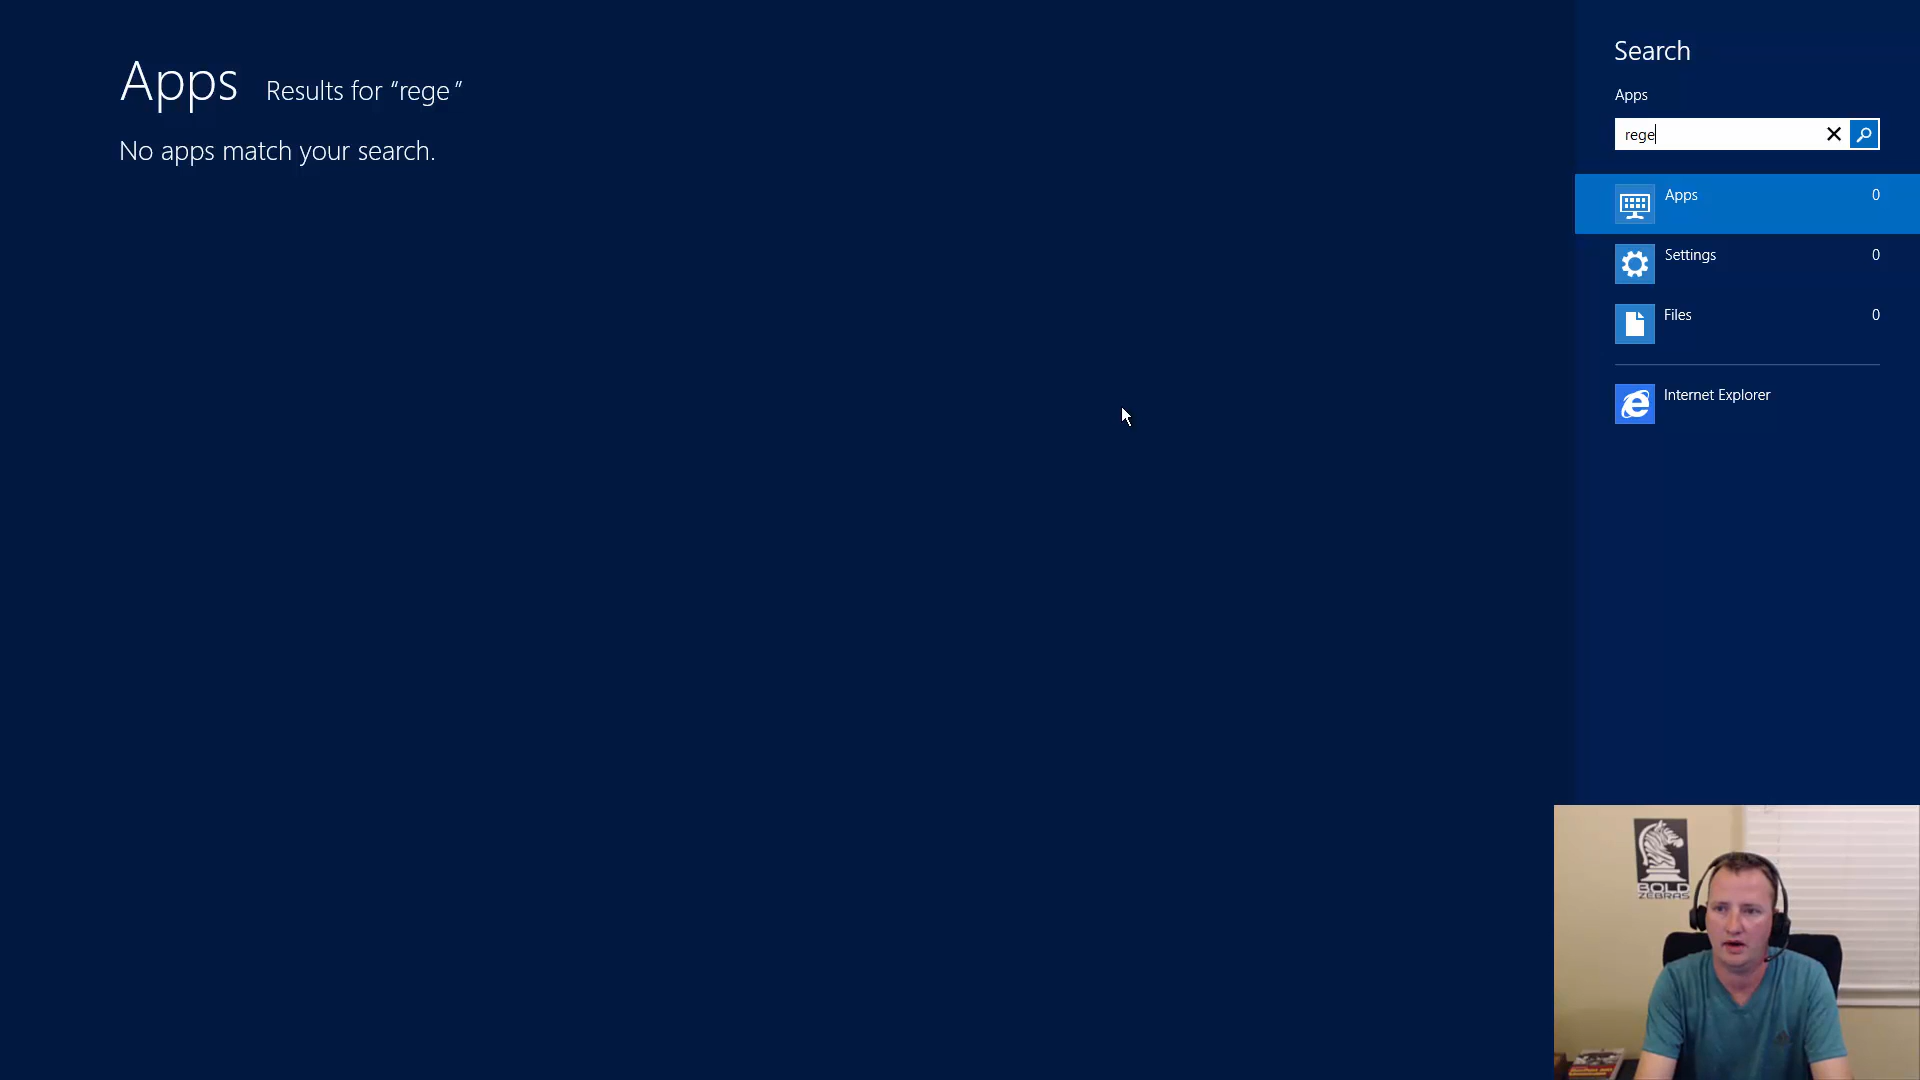 Apps Results for “rege”
No apps match your search.
Search
Apps
rege
Apps 0
Settings 0
Files 0
Internet Explorer
BOLD
ZEBRAS